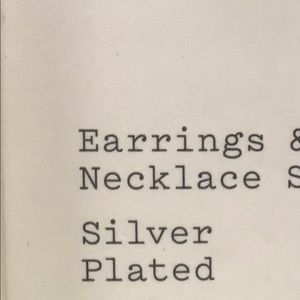 Earrings &
Necklace S
Silver
Plated